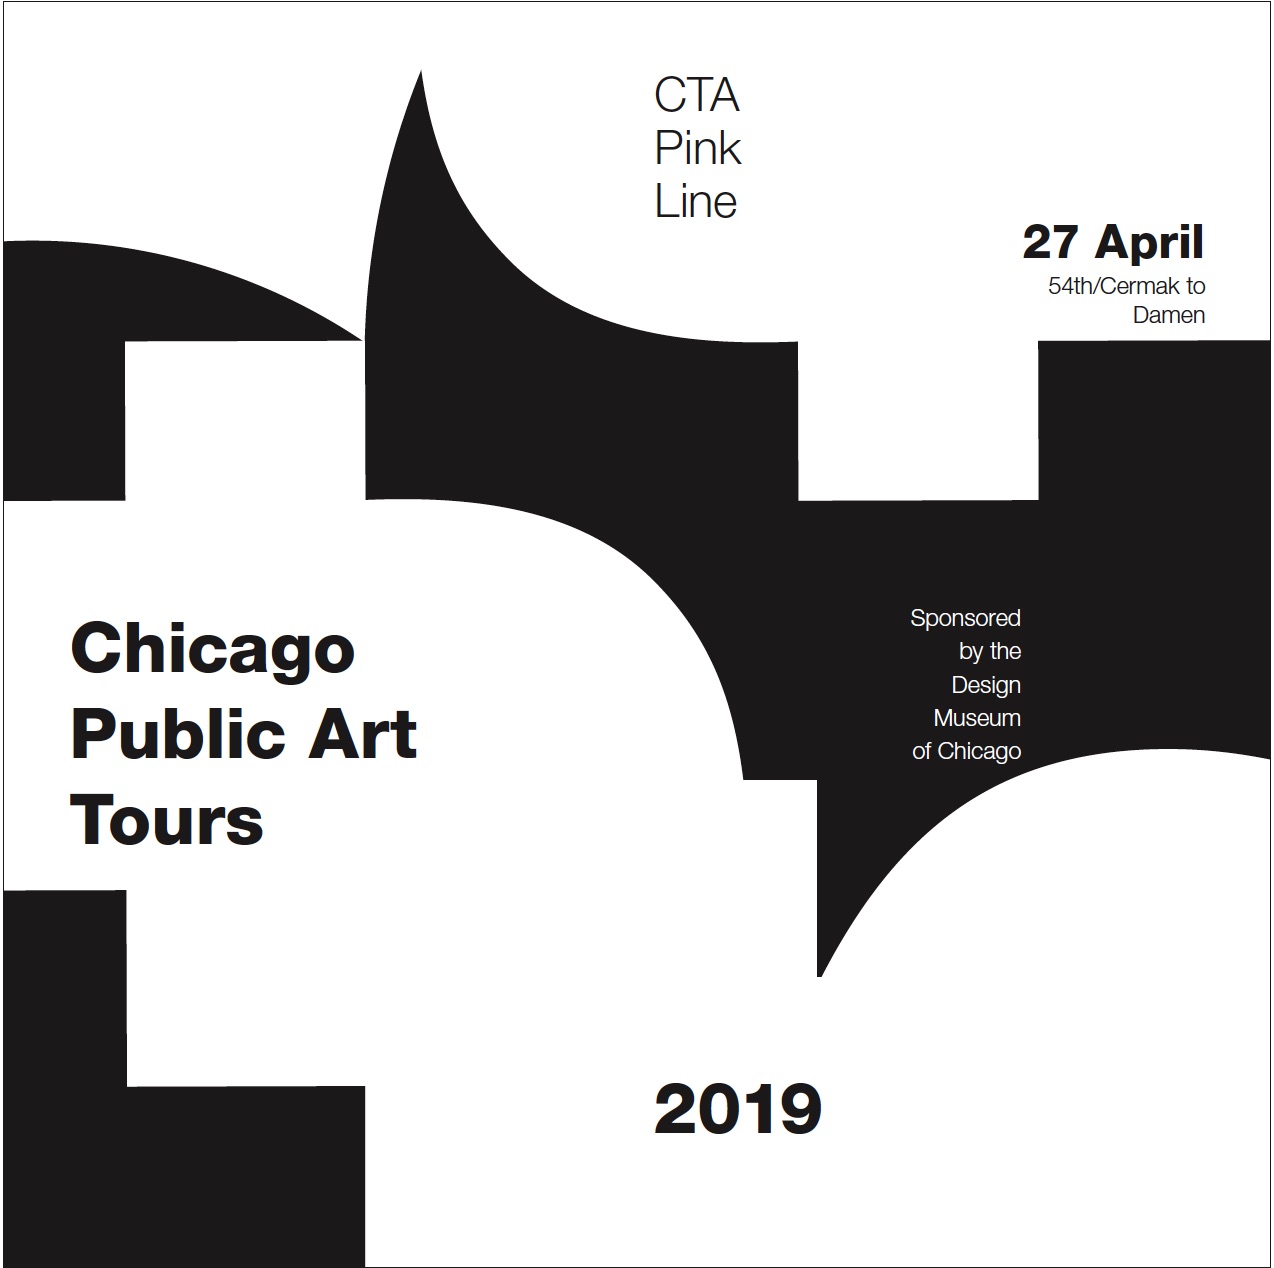 CTA
Pink
Line
27 April
54th/Cermak to
Damen
Chicago
Public Art
Tours
Sponsored
by the
Design
Museum
of Chicago
2019